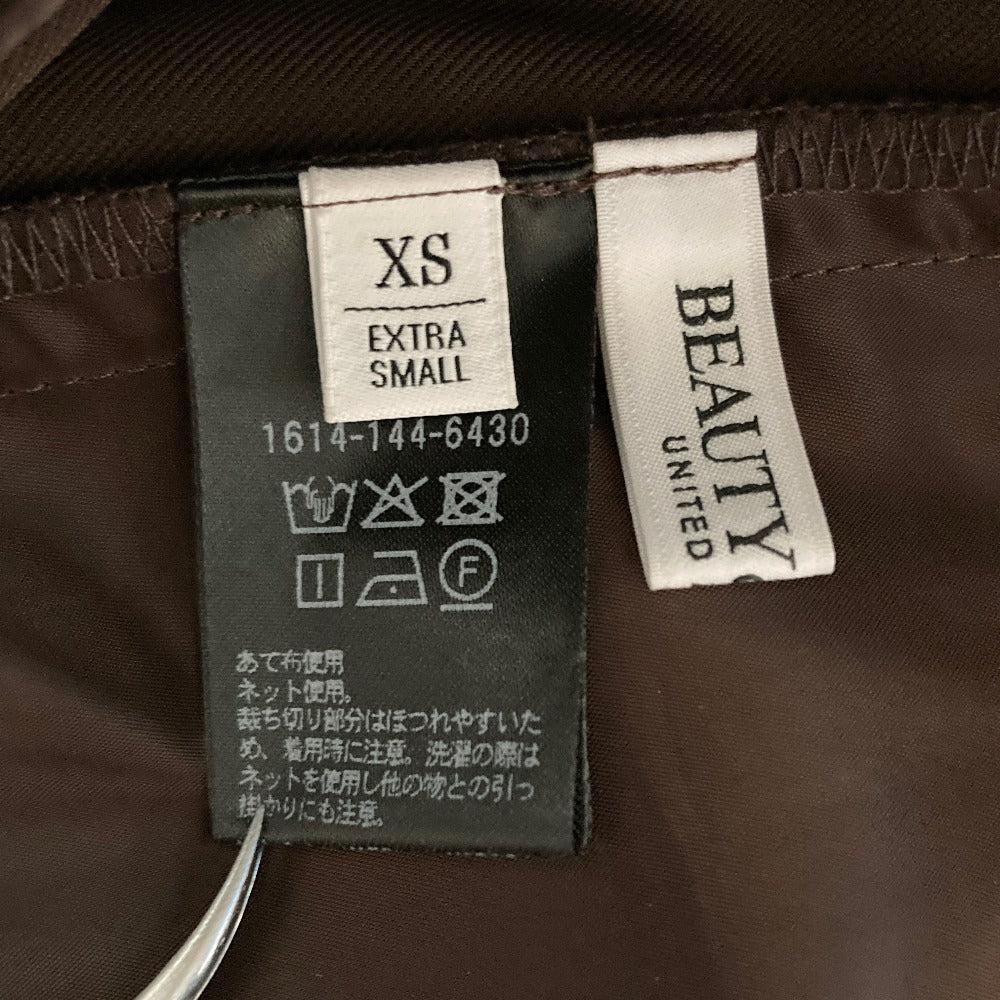 XS
EXTRA
SMALL
1614-144-6430
F
あて布使用
ネット使用。
裁ち切り部分はほつれやすいた
め、着用時に注意。洗濯の際は
ネットを使用し他の物との引っ
掛かりにも注意。
BEAUTY
UNITED